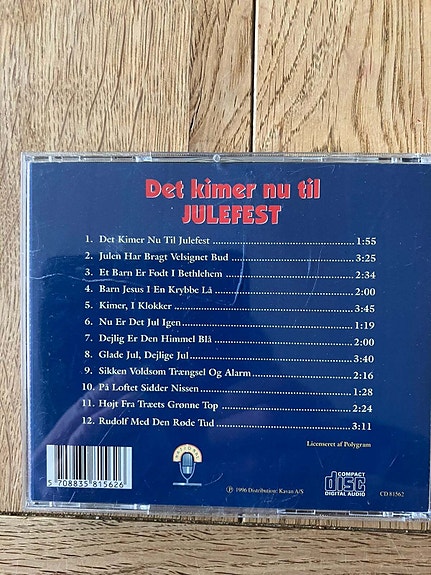 Det kimer nu til
JULEFEST
1. Det Kimer Nu Til Julefest 1:55
2. Julen Har Bragt Velsignet Bud 3:25
3. Et Barn Er Født I Bethlehem 2:34
4. Barn Jesus I En Krybbe Lå 2:00
5. Kimer, I Klokker 3:45
6. Nu Er Det Jul Igen 1:19
7. Dejlig Er Den Himmel Blå 2:00
8. Glade Jul, Dejlige Jul 3:40
9. Sikken Voldsom Trængsel Og Alarm 2:16
10. På Loftet Sidder Nissen 1:28
11. Højt Fra Træets Grønne Top 2:24
12. Rudolf Med Den Røde Tud 3:11
Licenseret af Polygram
5 708835 815626
℗ 1996 Distribution: Kavan A/S
COMPACT
disc
DIGITAL AUDIO
CD 81562